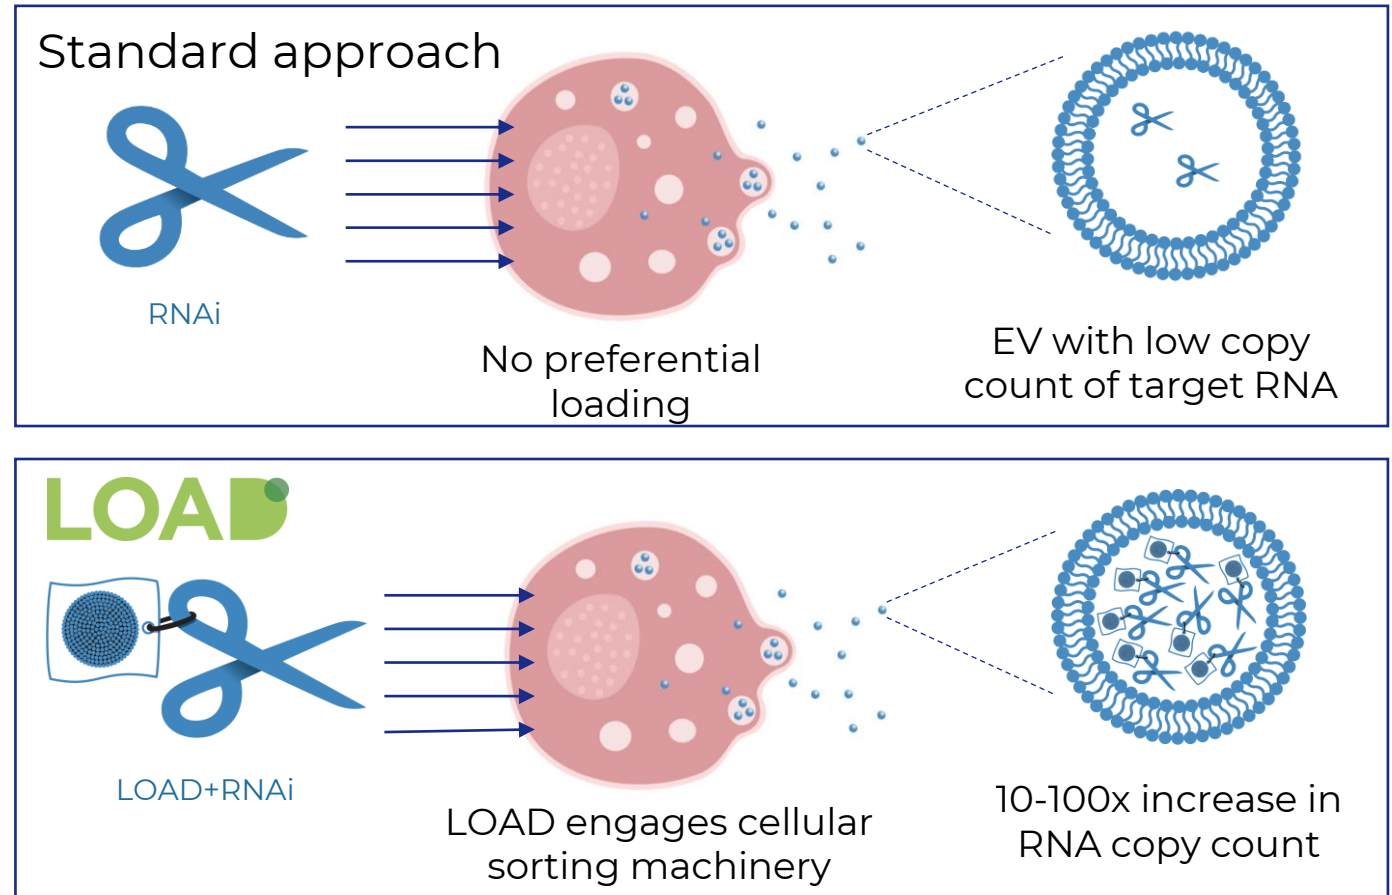 Standard approach
RNAi
No preferential
loading
EV with low copy
count of target RNA
LOAD
LOAD+RNAi
LOAD engages cellular
sorting machinery
10-100x increase in
RNA copy count